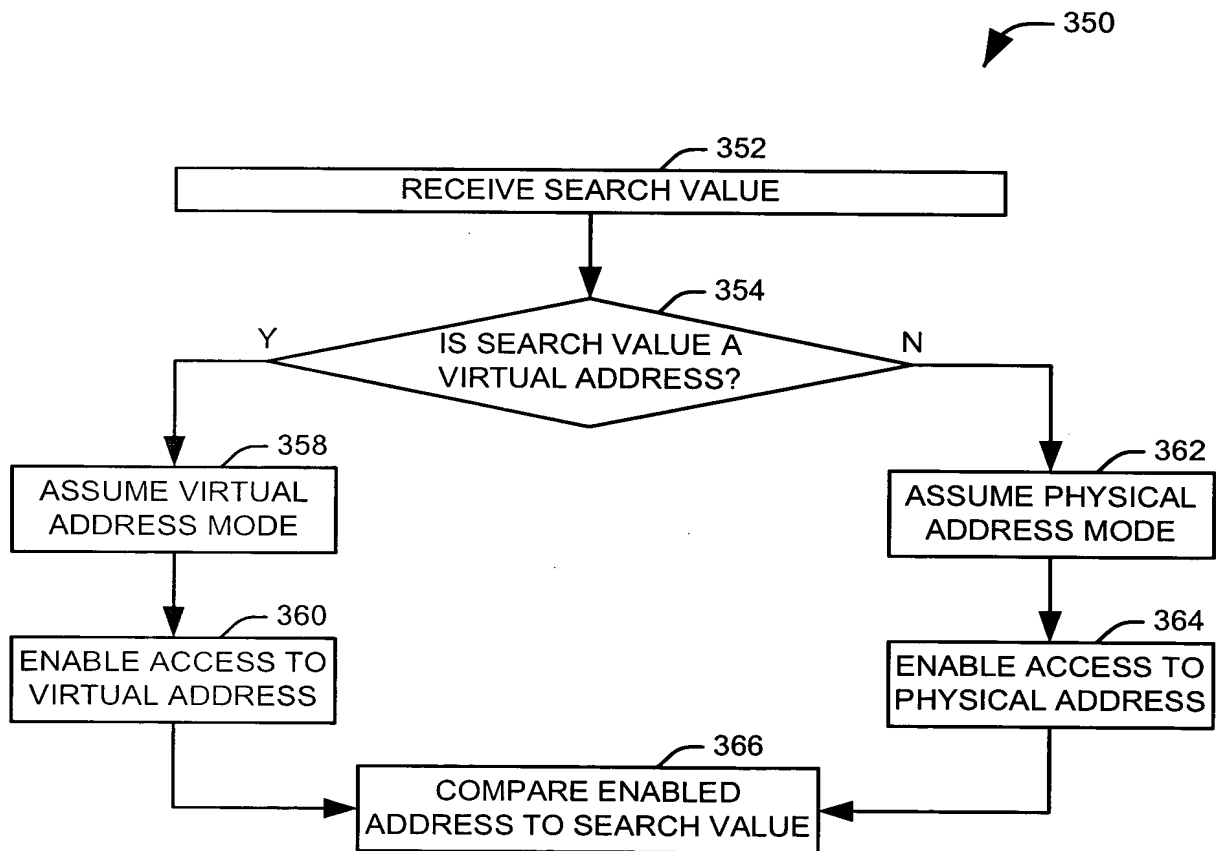 350
352
RECEIVE SEARCH VALUE
354
IS SEARCH VALUE A
VIRTUAL ADDRESS?
Y
N
358
ASSUME VIRTUAL
ADDRESS MODE
362
ASSUME PHYSICAL
ADDRESS MODE
360
ENABLE ACCESS TO
VIRTUAL ADDRESS
364
ENABLE ACCESS TO
PHYSICAL ADDRESS
366
COMPARE ENABLED
ADDRESS TO SEARCH VALUE